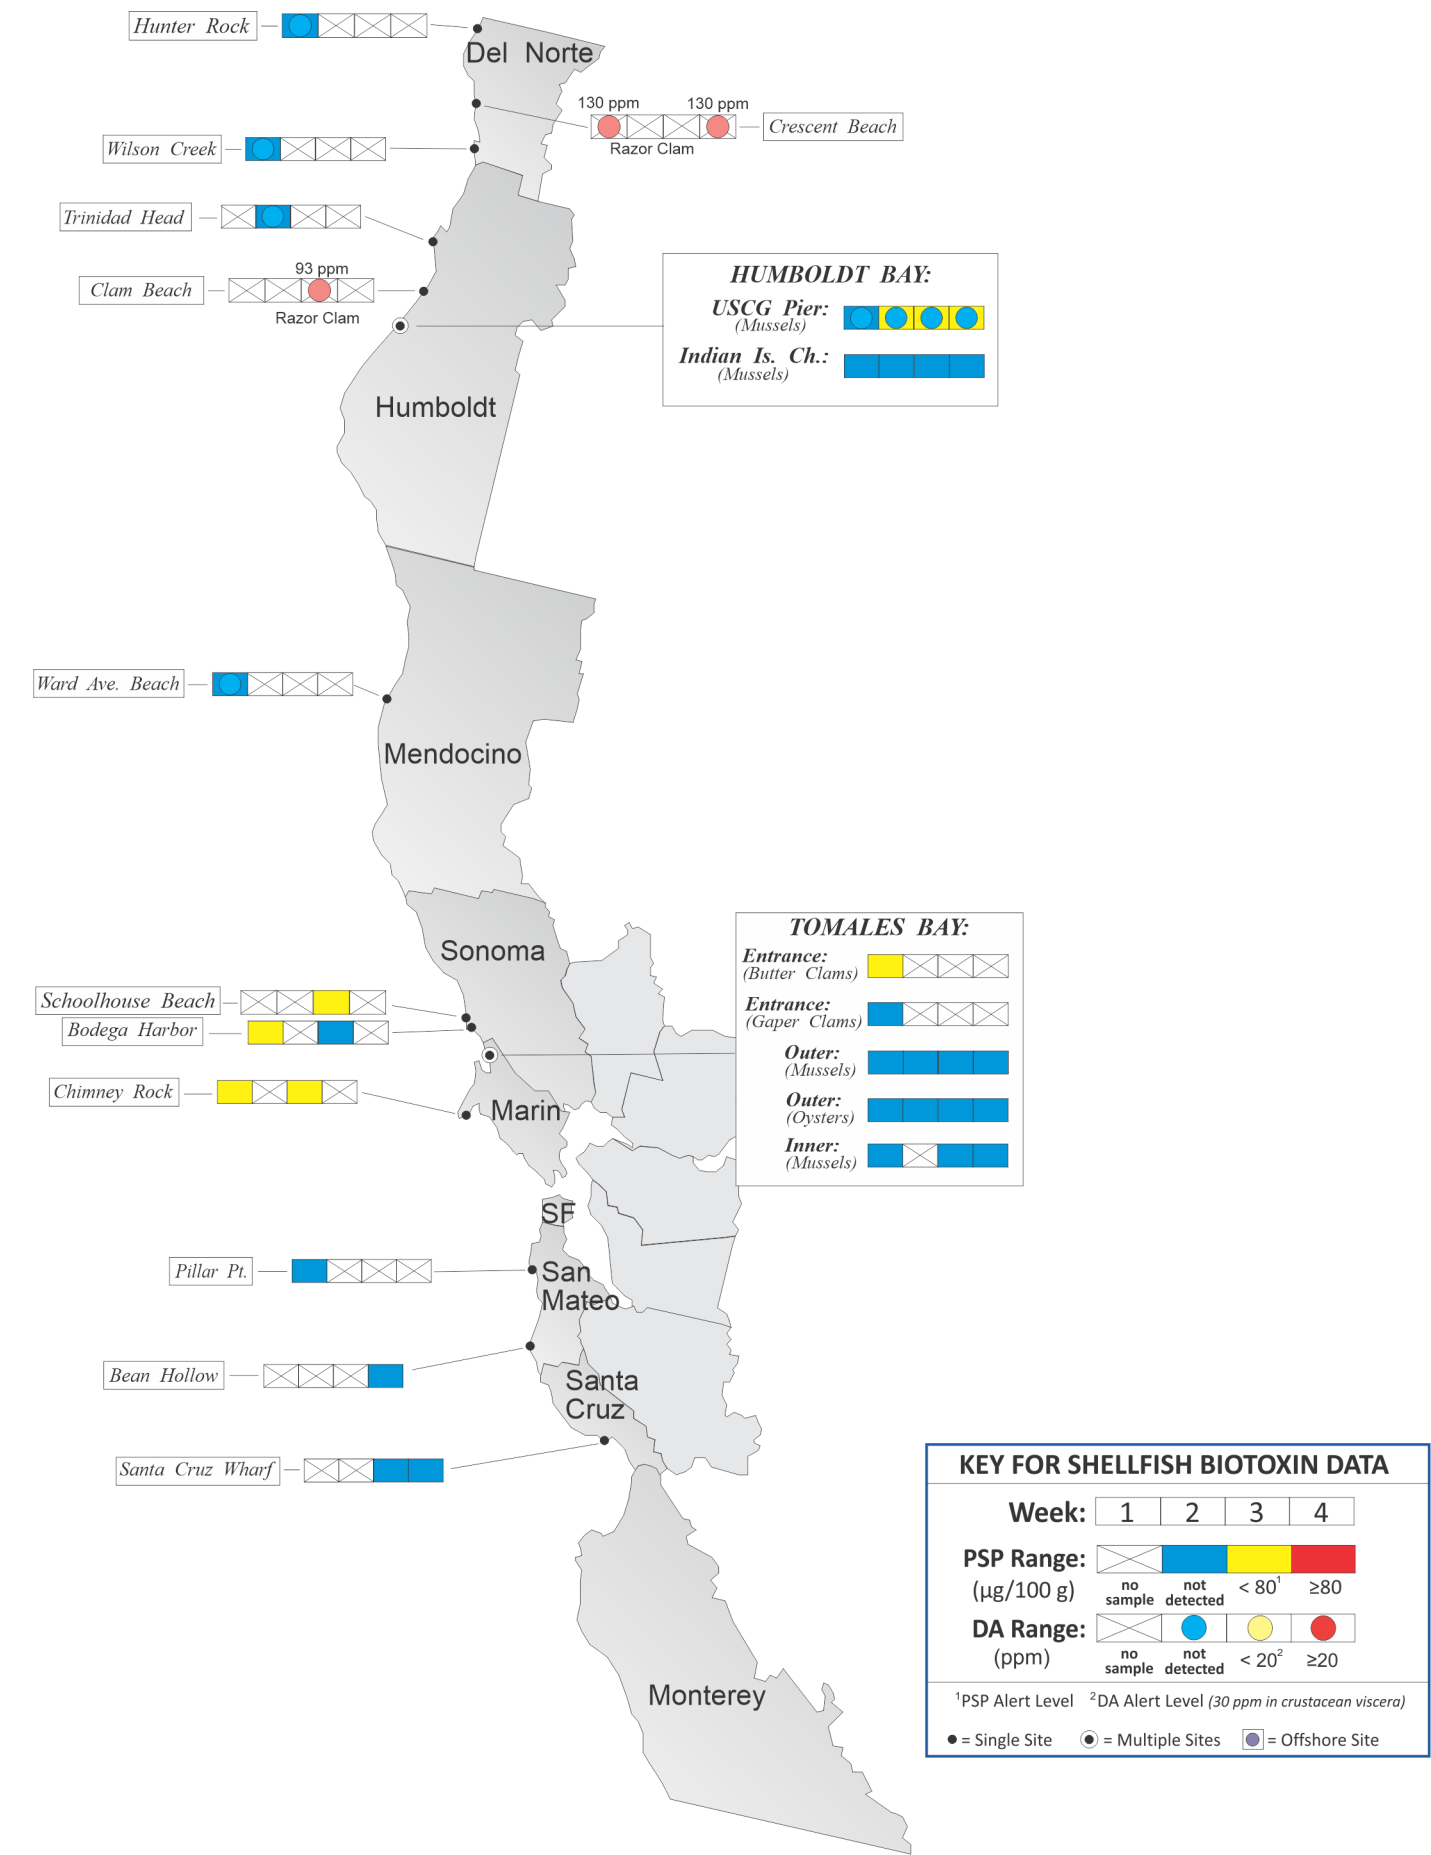 Hunter Rock
Del Norte
130 ppm
130 ppm
Crescent Beach
Razor Clam
Wilson Creek
Trinidad Head
Clam Beach
93 ppm
Razor Clam
HUMBOLDT BAY:
USCG Pier:
(Mussels)
Indian Is. Ch.:
(Mussels)
Humboldt
Ward Ave. Beach
Mendocino
Sonoma
TOMALES BAY:
Entrance:
(Butter Clams)
Entrance:
(Gaper Clams)
Outer:
(Mussels)
Outer:
(Oysters)
Inner:
(Mussels)
Schoolhouse Beach
Bodega Harbor
Chimney Rock
Marin
SF
Pillar Pt.
San
Mateo
Bean Hollow
Santa
Cruz
Santa Cruz Wharf
Monterey
KEY FOR SHELLFISH BIOTOXIN DATA
Week: 1 2 3 4
PSP Range:
(µg/100 g)
no
sample
not
detected
< 80¹
≥80
DA Range:
(ppm)
no
sample
not
detected
< 20²
≥20
¹PSP Alert Level ²DA Alert Level (30 ppm in crustacean viscera)
= Single Site = Multiple Sites = Offshore Site